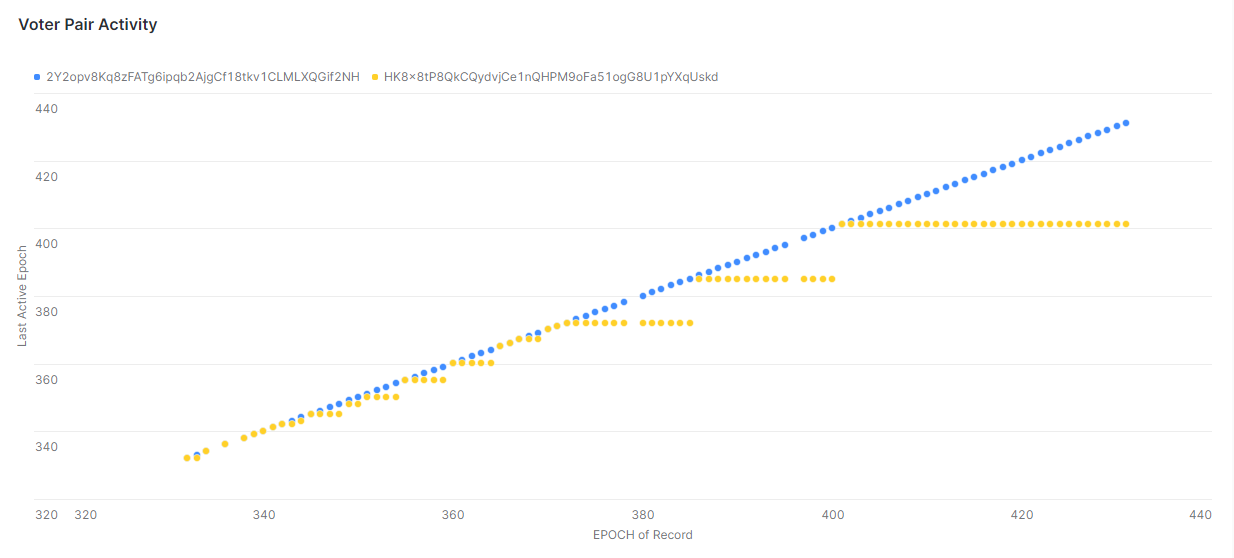 Voter Pair Activity
2Y2opv8Kq8zFATg6ipqb2AjgCf18tkv1CLMLXQGif2NH HK8×8tP8QkCQydvjCe1nQHPM9oFa51ogG8U1pYXqUskd
440
420
400
380
360
340
320
Last Active Epoch
320 340 360 380 400 420 440
EPOCH of Record